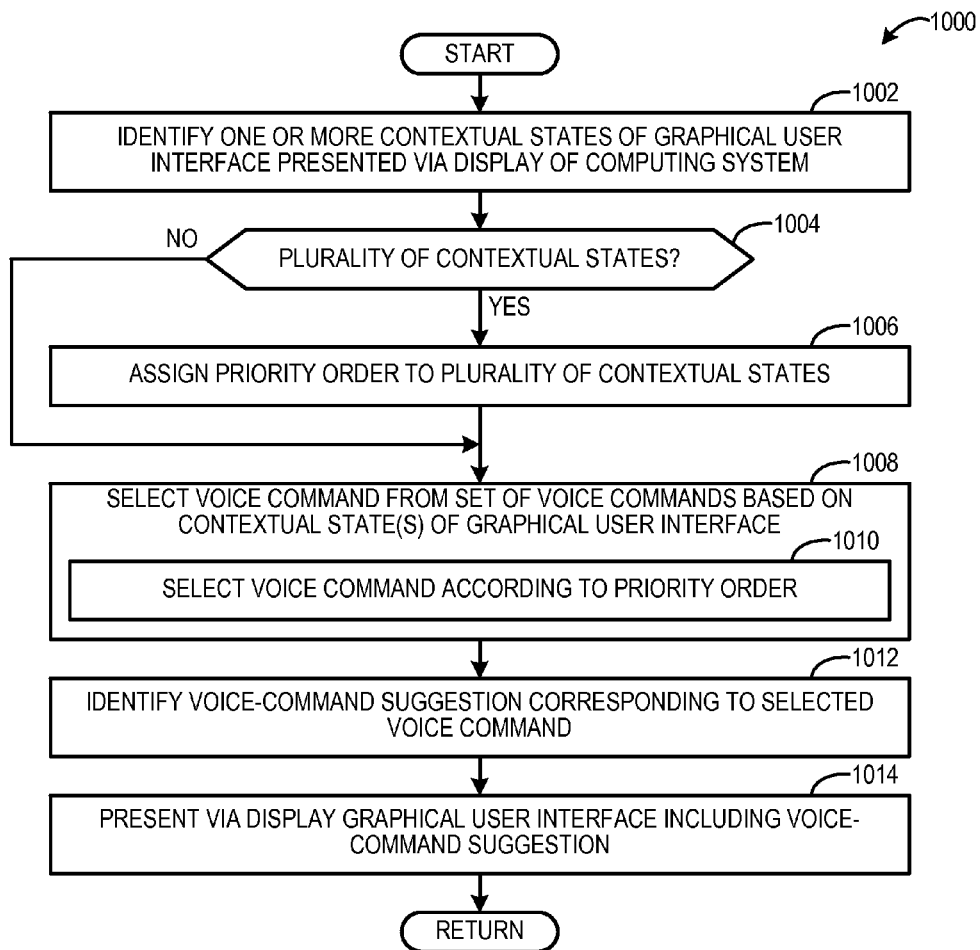 1000
START
1002
IDENTIFY ONE OR MORE CONTEXTUAL STATES OF GRAPHICAL USER
INTERFACE PRESENTED VIA DISPLAY OF COMPUTING SYSTEM
1004
NO
PLURALITY OF CONTEXTUAL STATES?
YES
1006
ASSIGN PRIORITY ORDER TO PLURALITY OF CONTEXTUAL STATES
1008
SELECT VOICE COMMAND FROM SET OF VOICE COMMANDS BASED ON
CONTEXTUAL STATE(S) OF GRAPHICAL USER INTERFACE
1010
SELECT VOICE COMMAND ACCORDING TO PRIORITY ORDER
1012
IDENTIFY VOICE-COMMAND SUGGESTION CORRESPONDING TO SELECTED
VOICE COMMAND
1014
PRESENT VIA DISPLAY GRAPHICAL USER INTERFACE INCLUDING VOICE-
COMMAND SUGGESTION
RETURN